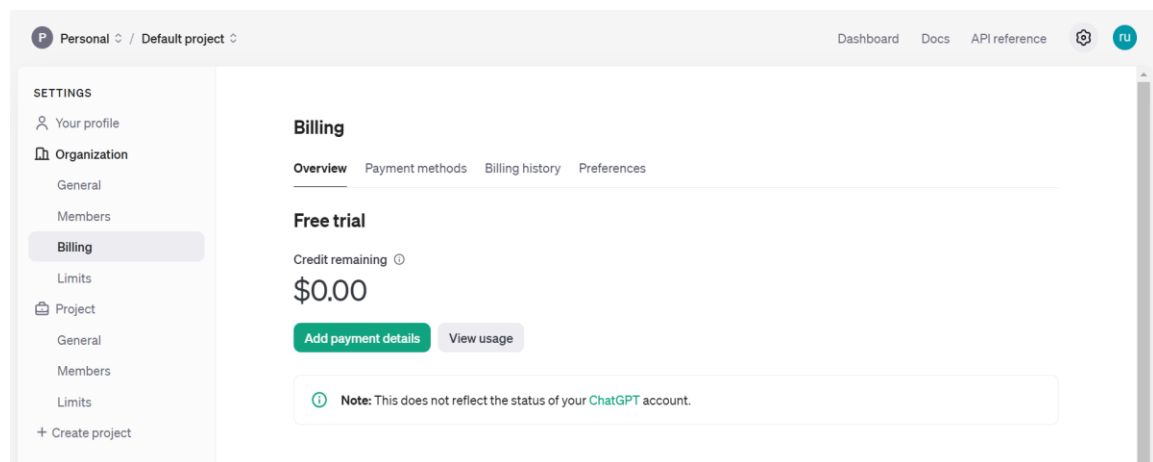 P Personal / Default project Dashboard Docs API reference ru
SETTINGS
Your profile
Organization
General
Members
Billing
Limits
Project
General
Members
Limits
+ Create project
Billing
Overview Payment methods Billing history Preferences
Free trial
Credit remaining
$0.00
Add payment details View usage
Note: This does not reflect the status of your ChatGPT account.